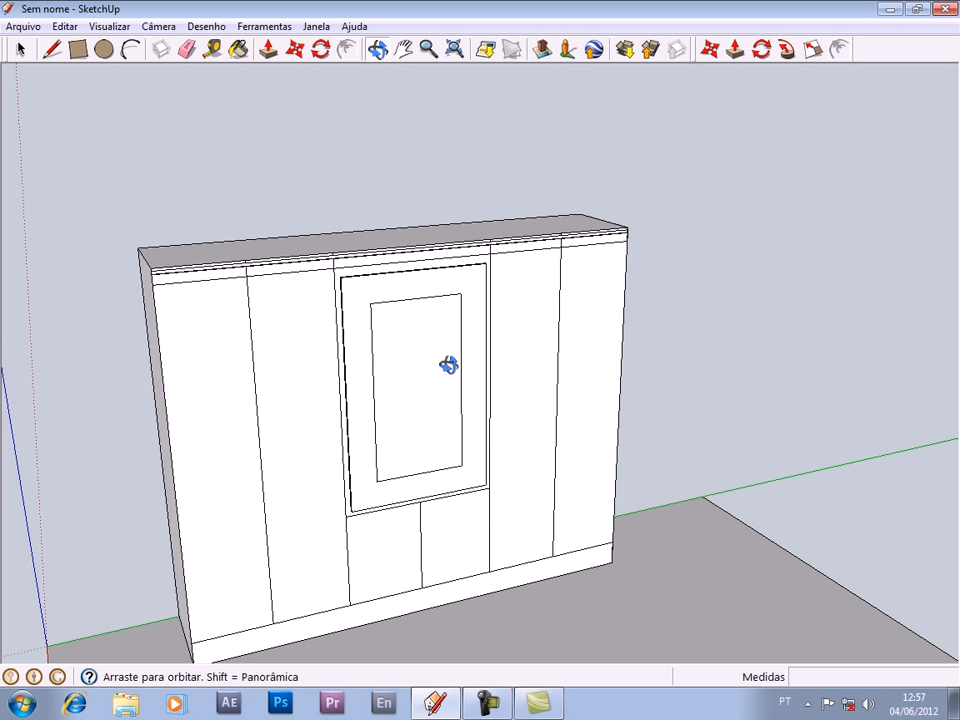 Sem nome - SketchUp
Arquivo Editar Visualizar Câmera Desenho Ferramentas Janela Ajuda
Arraste para orbitar. Shift = Panorâmica
Medidas
AE Ps Pr En
PT
12:57
04/06/2012